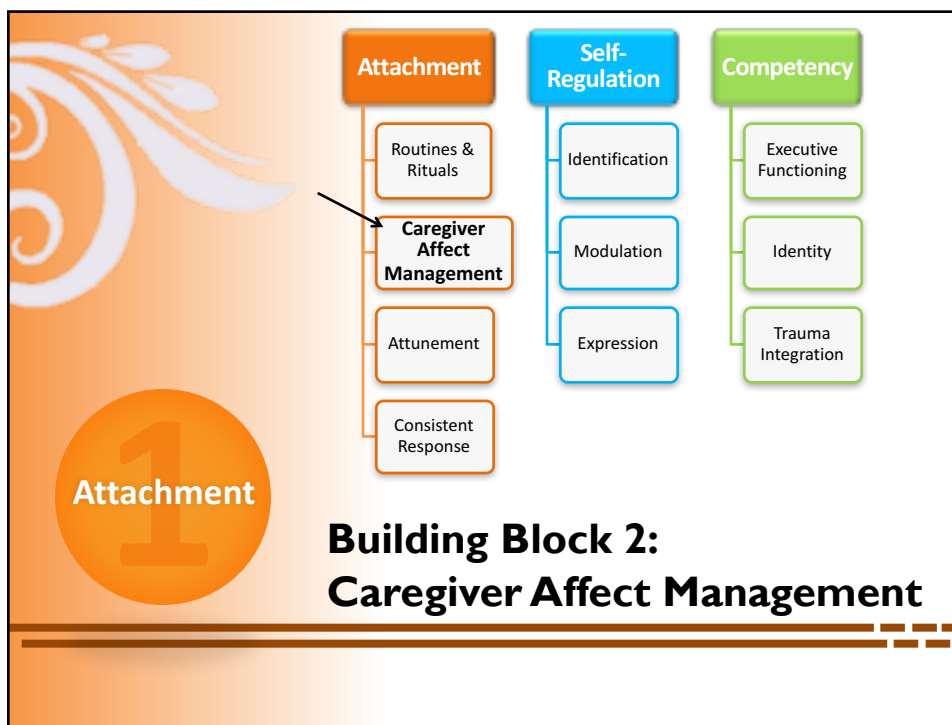 Attachment
Routines &
Rituals
Caregiver
Affect
Management
Attunement
Consistent
Response
Self-
Regulation
Identification
Modulation
Expression
Competency
Executive
Functioning
Identity
Trauma
Integration
1
Attachment
Building Block 2:
Caregiver Affect Management